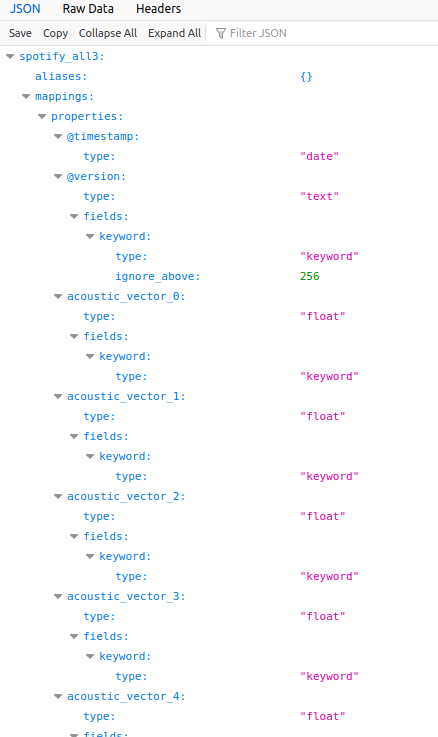 JSON Raw Data Headers
Save Copy Collapse All Expand All Filter JSON
spotify_all3:
aliases: {}
mappings:
properties:
@timestamp:
type: "date"
@version:
type: "text"
fields:
keyword:
type: "keyword"
ignore_above: 256
acoustic_vector_0:
type: "float"
fields:
keyword:
type: "keyword"
acoustic_vector_1:
type: "float"
fields:
keyword:
type: "keyword"
acoustic_vector_2:
type: "float"
fields:
keyword:
type: "keyword"
acoustic_vector_3:
type: "float"
fields:
keyword:
type: "keyword"
acoustic_vector_4:
type: "float"
fields: